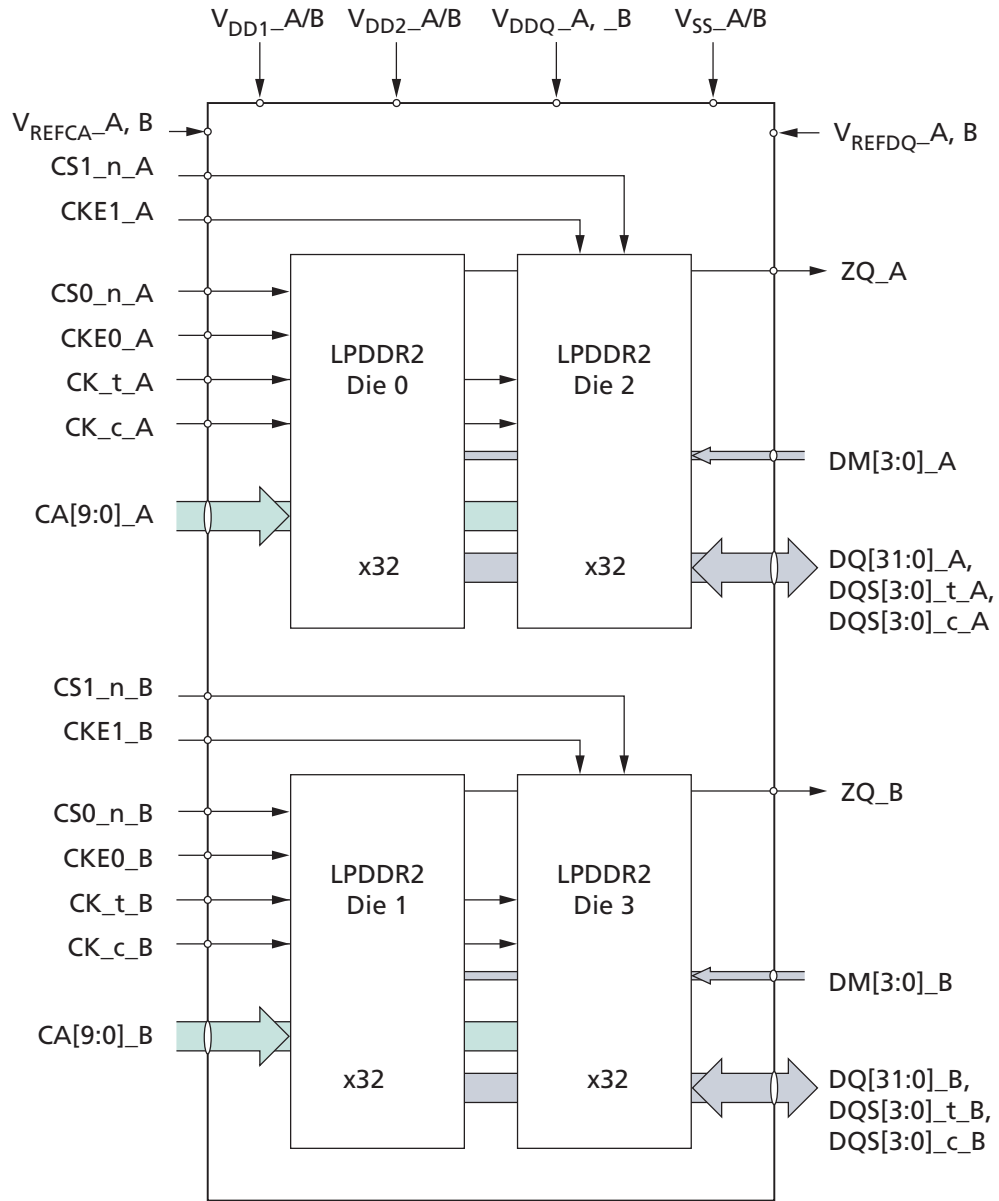 VDD1_A/B VDD2_A/B VDDQ_A, _B VSS_A/B
VREFCA_A, B
VREFDQ_A, B
CS1_n_A
CKE1_A
CS0_n_A
CKE0_A
CK_t_A
CK_c_A
CA[9:0]_A
LPDDR2
Die 0
x32
LPDDR2
Die 2
x32
ZQ_A
DM[3:0]_A
DQ[31:0]_A,
DQS[3:0]_t_A,
DQS[3:0]_c_A
CS1_n_B
CKE1_B
CS0_n_B
CKE0_B
CK_t_B
CK_c_B
CA[9:0]_B
LPDDR2
Die 1
x32
LPDDR2
Die 3
x32
ZQ_B
DM[3:0]_B
DQ[31:0]_B,
DQS[3:0]_t_B,
DQS[3:0]_c_B